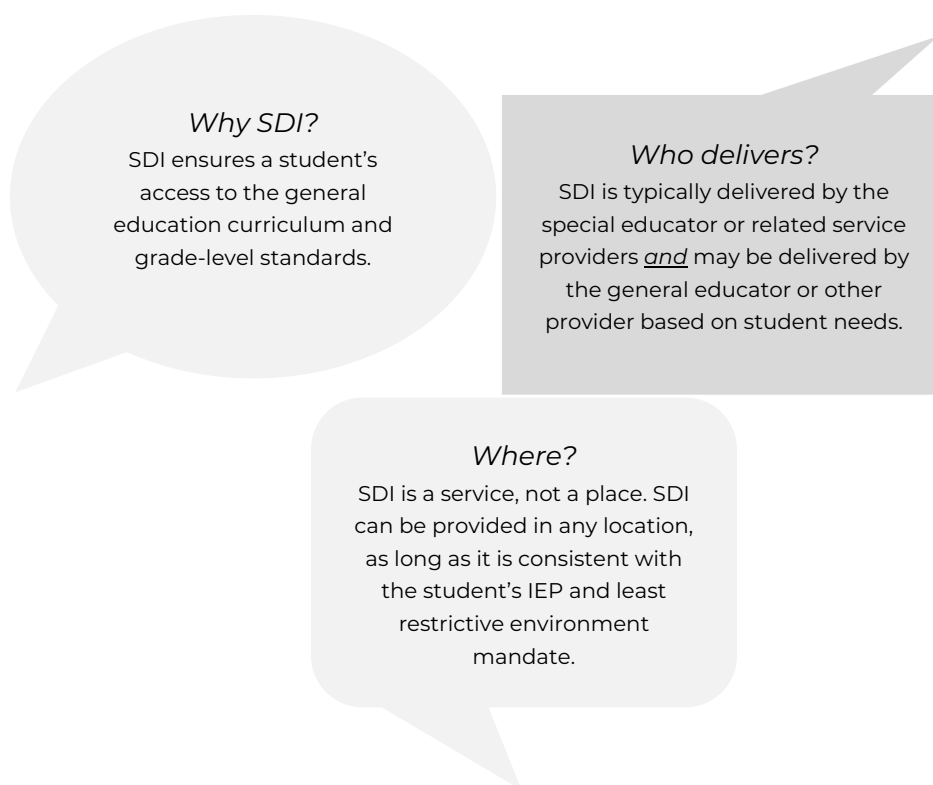 Why SDI?
SDI ensures a student’s
access to the general
education curriculum and
grade-level standards.
Who delivers?
SDI is typically delivered by the
special educator or related service
providers and may be delivered by
the general educator or other
provider based on student needs.
Where?
SDI is a service, not a place. SDI
can be provided in any location,
as long as it is consistent with
the student’s IEP and least
restrictive environment
mandate.